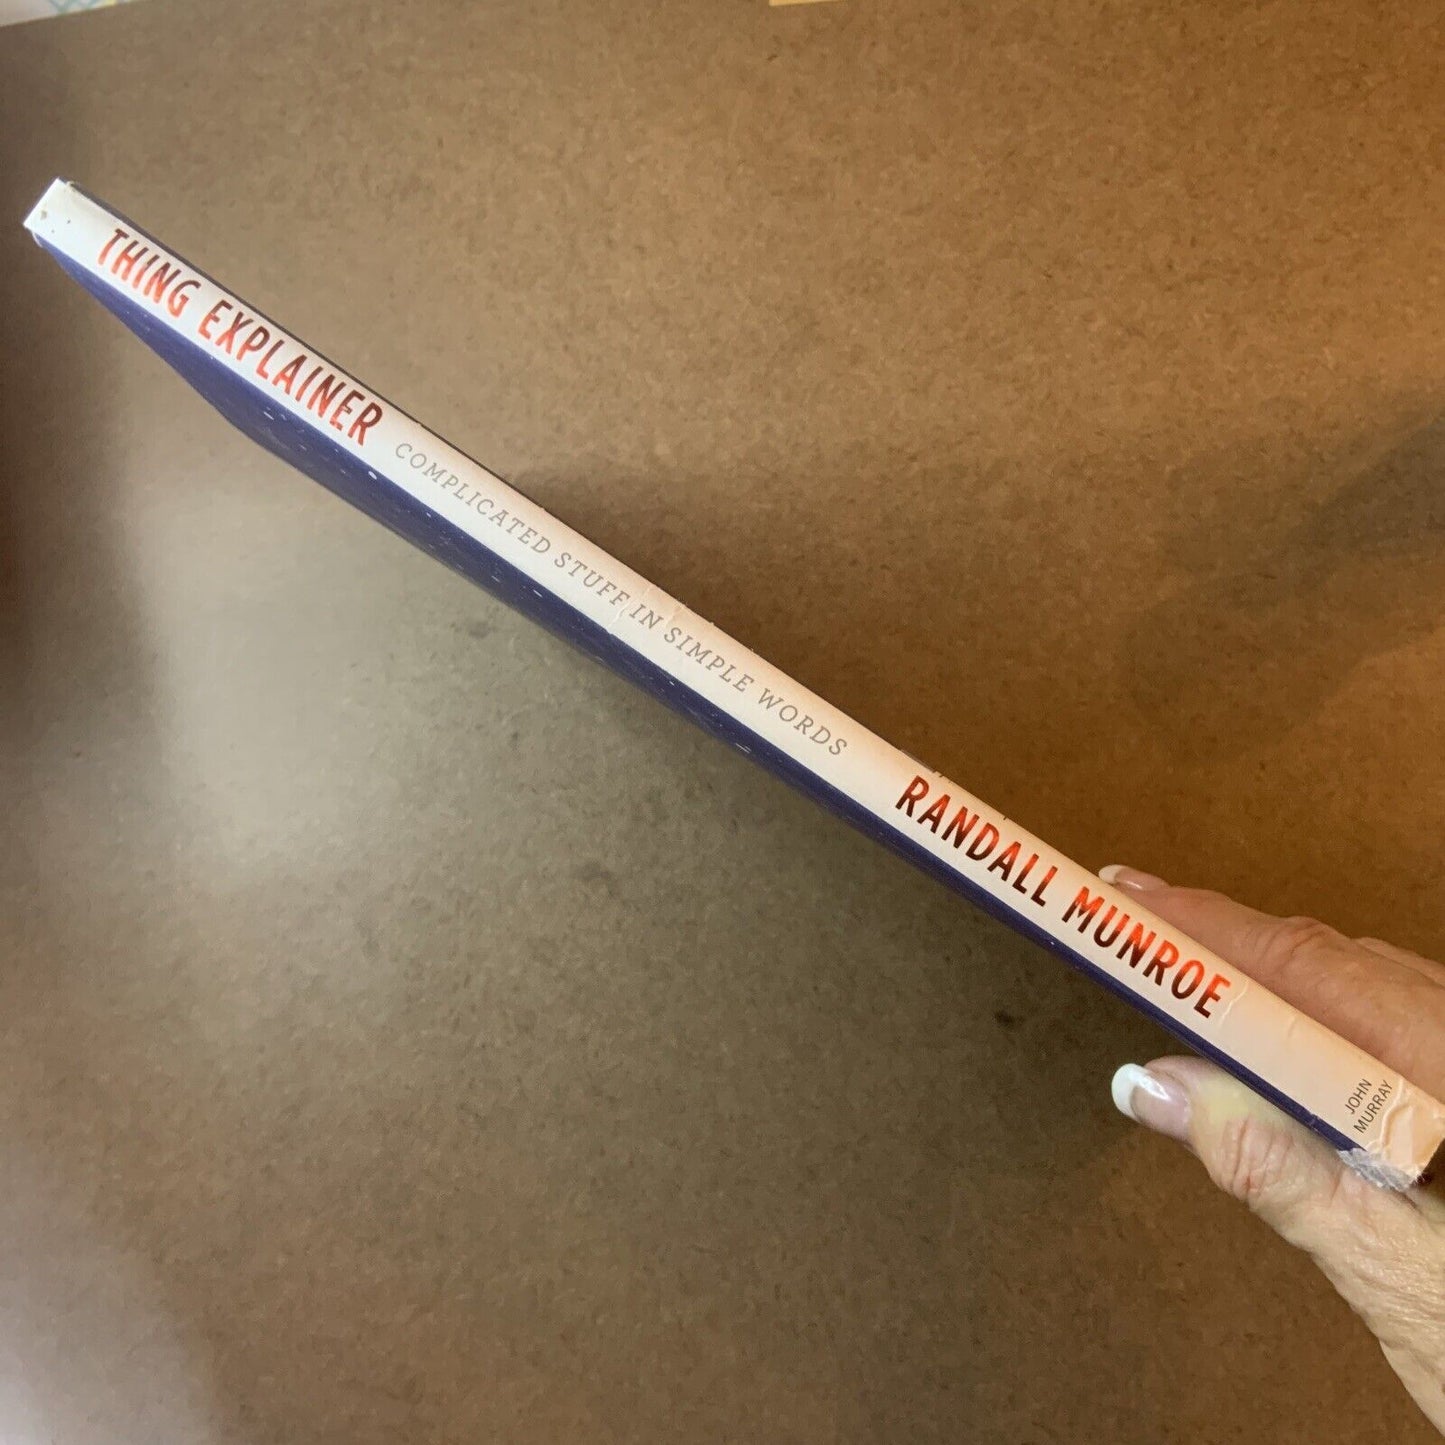 THING EXPLAINER
COMPLICATED STUFF IN SIMPLE WORDS
RANDALL MUNROE
JOHN
MURRAY